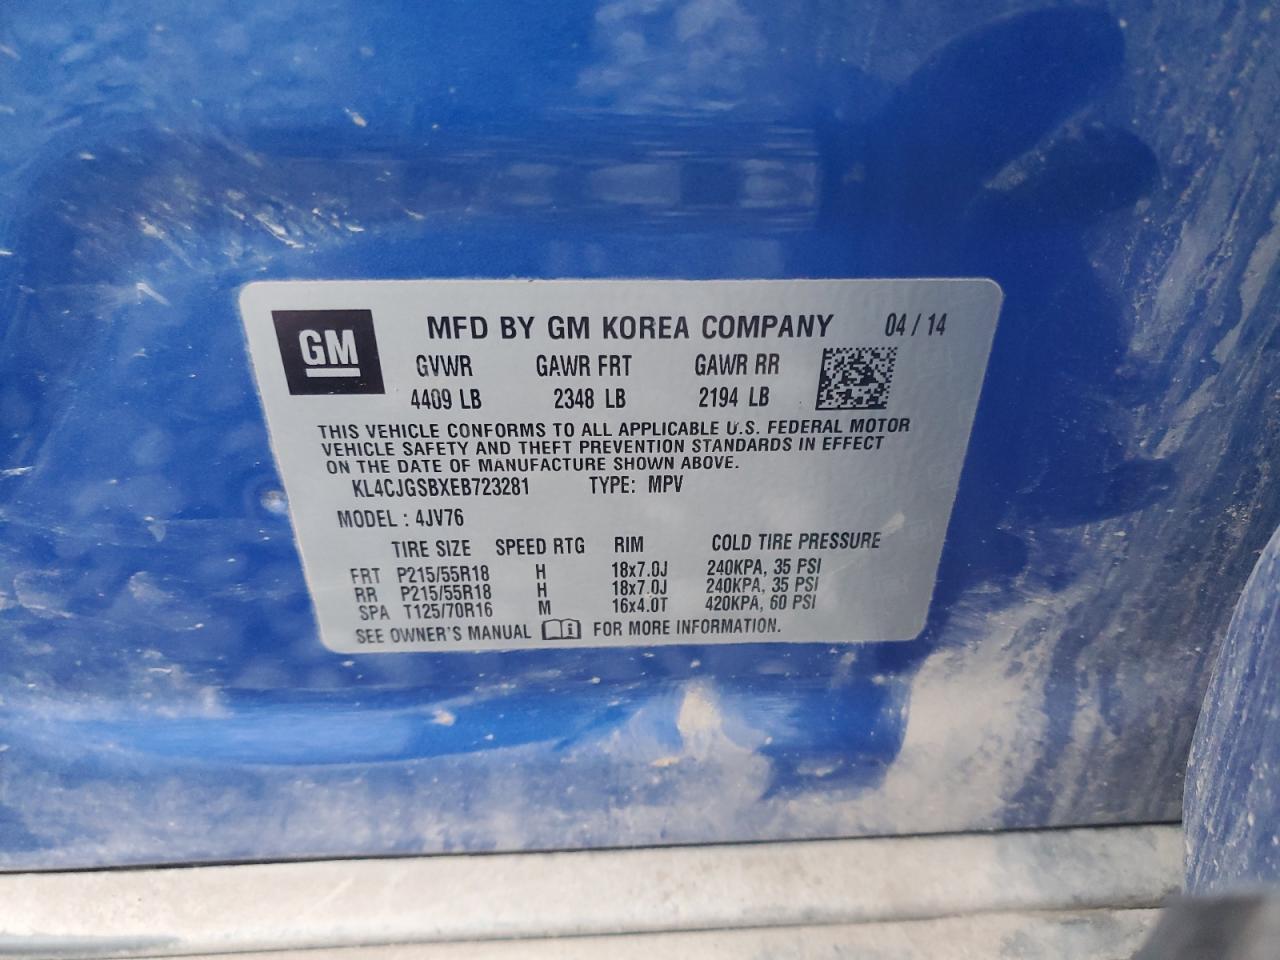 GM
MFD BY GM KOREA COMPANY 04 / 14
GVWR GAWR FRT GAWR RR
4409 LB 2348 LB 2194 LB
THIS VEHICLE CONFORMS TO ALL APPLICABLE U.S. FEDERAL MOTOR
VEHICLE SAFETY AND THEFT PREVENTION STANDARDS IN EFFECT
ON THE DATE OF MANUFACTURE SHOWN ABOVE.
KL4CJGSBXEB723281 TYPE: MPV
MODEL : 4JV76
TIRE SIZE SPEED RTG RIM COLD TIRE PRESSURE
FRT P215/55R18 H 18x7.0J 240KPA, 35 PSI
RR P215/55R18 H 18x7.0J 240KPA, 35 PSI
SPA T125/70R16 M 16x4.0T 420KPA, 60 PSI
SEE OWNER'S MANUAL i FOR MORE INFORMATION.